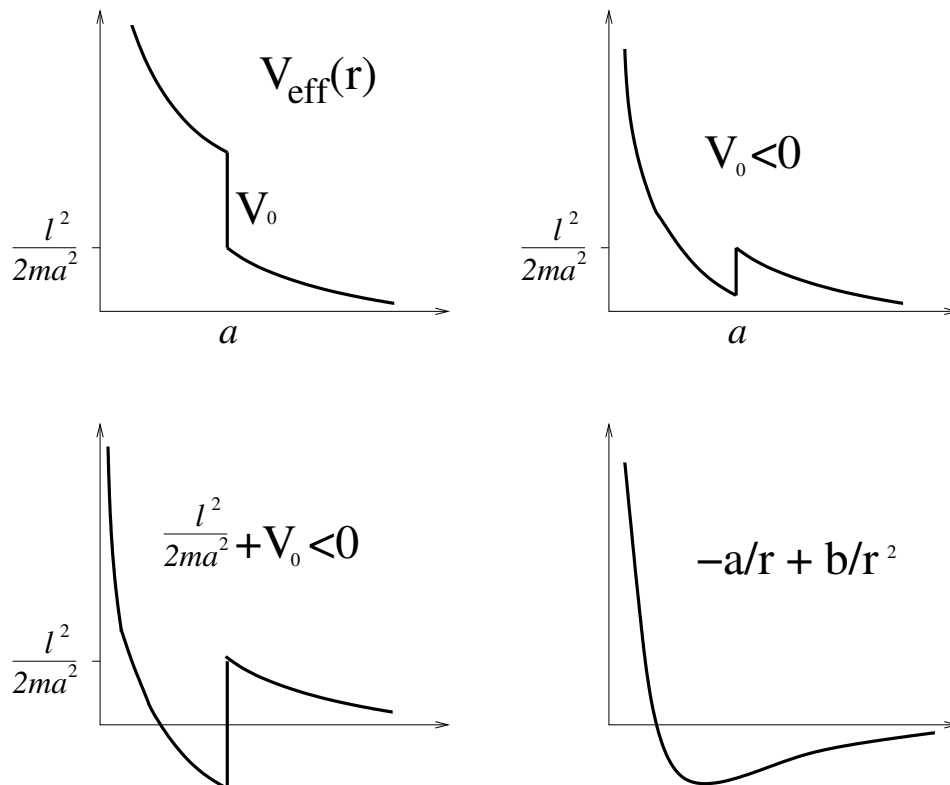 V_eff(r)
V₀
l²/2ma²
a
V₀<0
l²/2ma²
a
l²/2ma² +V₀<0
l²/2ma²
−a/r + b/r²